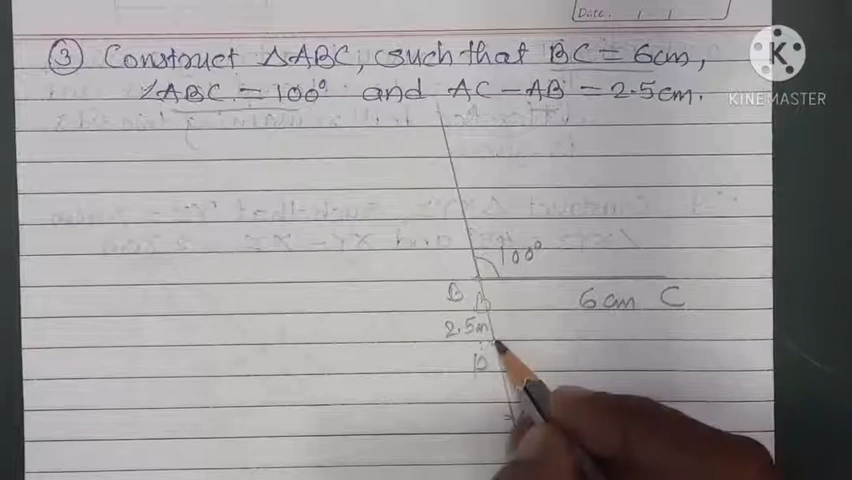 Date. / /
③ Construct △ABC, such that BC = 6cm,
∠ABC = 100° and AC - AB = 2.5cm.
K
KINEMASTER
100°
B
6cm C
2.5m